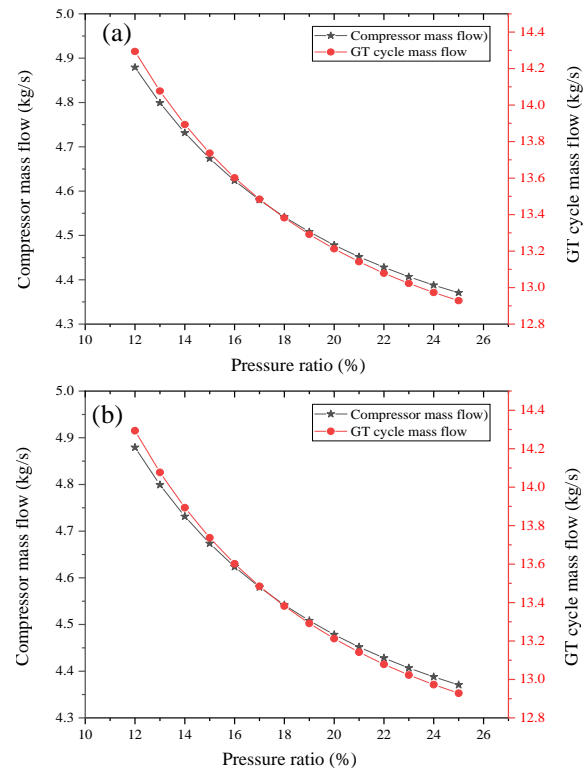 (a)
Compressor mass flow)
GT cycle mass flow
Compressor mass flow (kg/s)
5.0
4.9
4.8
4.7
4.6
4.5
4.4
4.3
14.4
14.2
14.0
13.8
13.6
13.4
13.2
13.0
12.8
GT cycle mass flow (kg/s)
10 12 14 16 18 20 22 24 26
Pressure ratio (%)
(b)
Compressor mass flow)
GT cycle mass flow
Compressor mass flow (kg/s)
5.0
4.9
4.8
4.7
4.6
4.5
4.4
4.3
14.4
14.2
14.0
13.8
13.6
13.4
13.2
13.0
12.8
GT cycle mass flow (kg/s)
10 12 14 16 18 20 22 24 26
Pressure ratio (%)